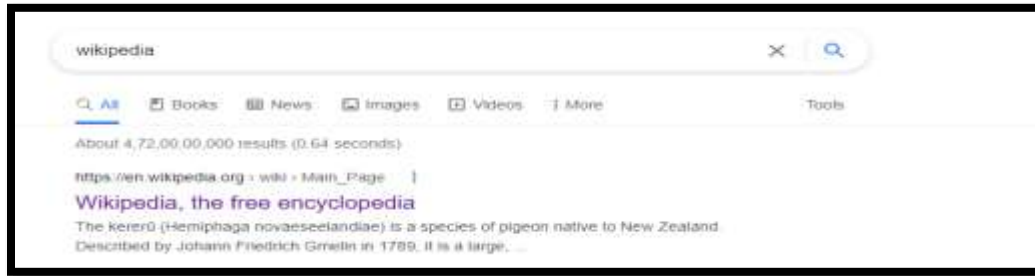 wikipedia
All Books News Images Videos More Tools
About 4,72,00,00,000 results (0.64 seconds)
https://en.wikipedia.org › wiki › Main_Page
Wikipedia, the free encyclopedia
The kererū (Hemiphaga novaeseelandiae) is a species of pigeon native to New Zealand.
Described by Johann Friedrich Gmelin in 1789, it is a large, ...